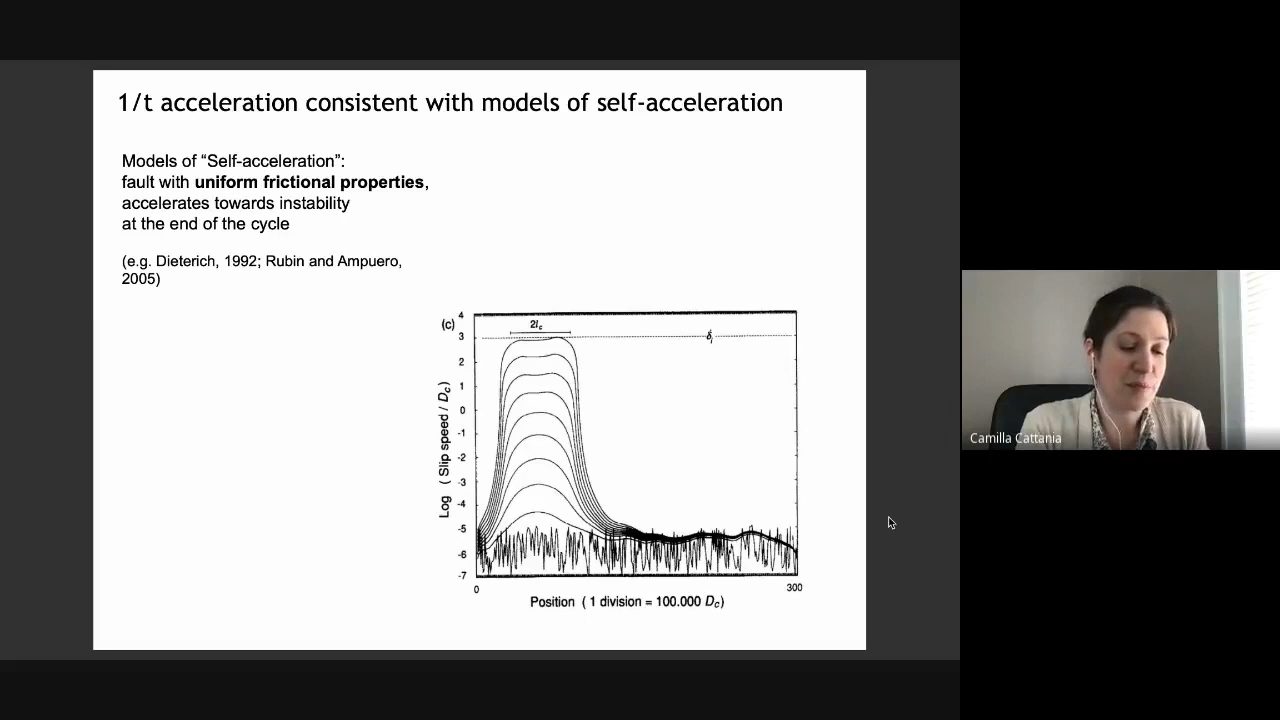 1/t acceleration consistent with models of self-acceleration
Models of “Self-acceleration”:
fault with uniform frictional properties,
accelerates towards instability
at the end of the cycle
(e.g. Dieterich, 1992; Rubin and Ampuero,
2005)
(c)
4
3
2
1
0
-1
-2
-3
-4
-5
-6
-7
Log ( Slip speed / Dc)
2lc
δ̇i
0
300
Position ( 1 division = 100.000 Dc)
Camilla Cattania